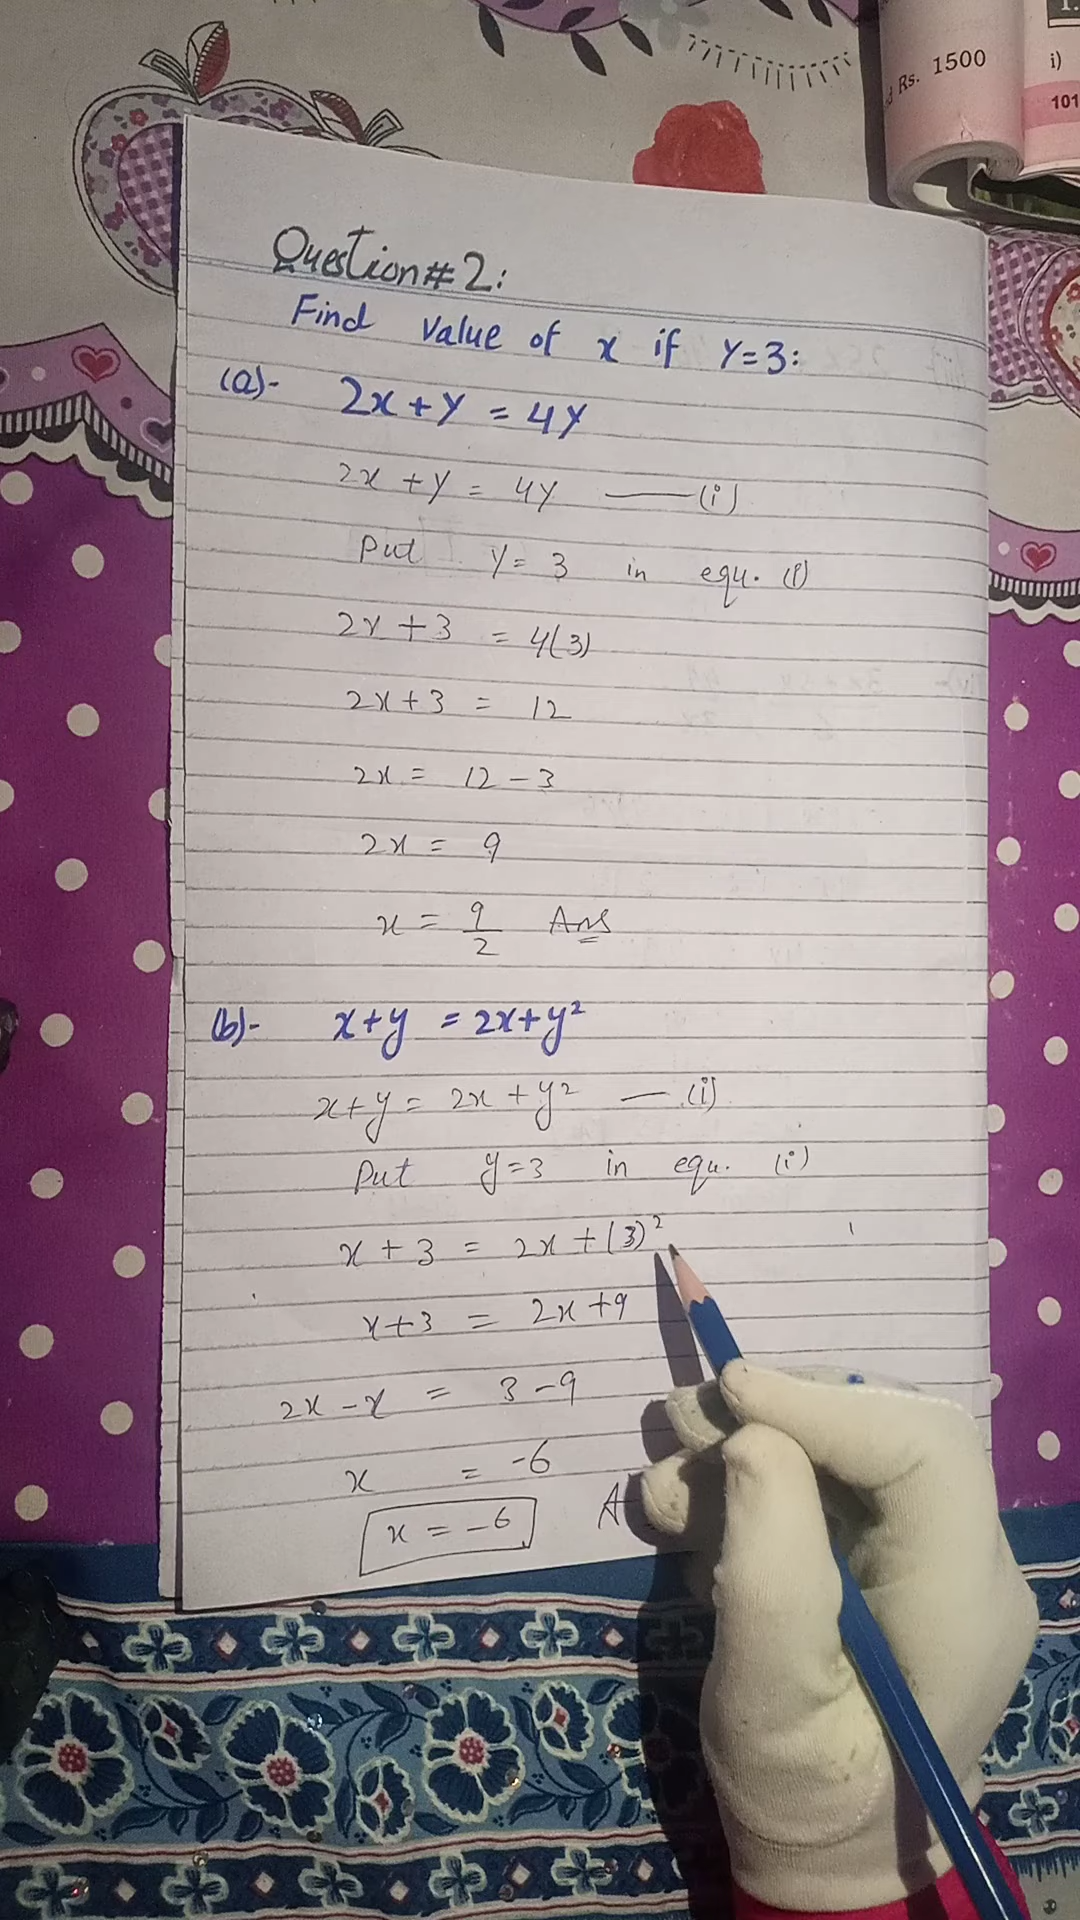 Rs. 1500
i)
101
Question # 2:
Find value of x if Y=3:
(a)- 2x+Y = 4Y
2x + y = 4Y —— (i)
Put y = 3 in equ. (i)
2x + 3 = 4(3)
2x + 3 = 12
2x = 12 - 3
2x = 9
x = 9/2 Ans
(b)- x+y = 2x+y²
x+y = 2x + y² — (i)
Put y=3 in equ. (i)
x + 3 = 2x + (3)²
x+3 = 2x +9
2x - x = 3 - 9
x = -6
x = -6 A